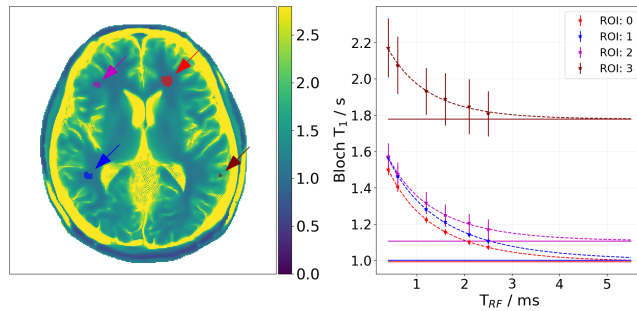 2.5
2.0
1.5
1.0
0.5
0.0
Bloch T₁ / s
2.2
2.0
1.8
1.6
1.4
1.2
1.0
ROI: 0
ROI: 1
ROI: 2
ROI: 3
1 2 3 4 5
T_RF / ms